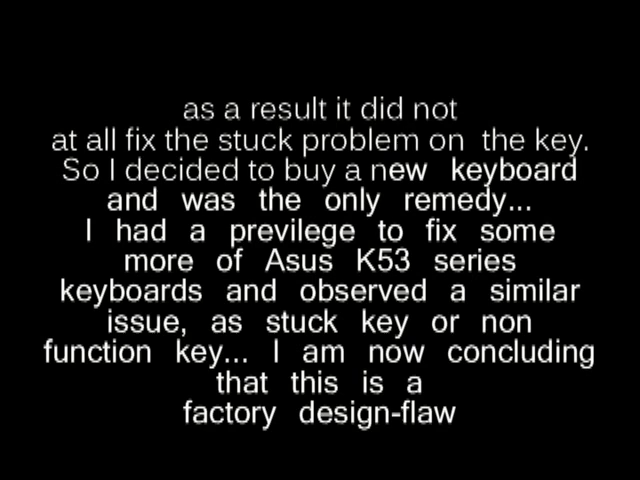 as a result it did not
at all fix the stuck problem on the key.
So I decided to buy a new keyboard
and was the only remedy...
I had a previlege to fix some
more of Asus K53 series
keyboards and observed a similar
issue, as stuck key or non
function key... I am now concluding
that this is a
factory design-flaw